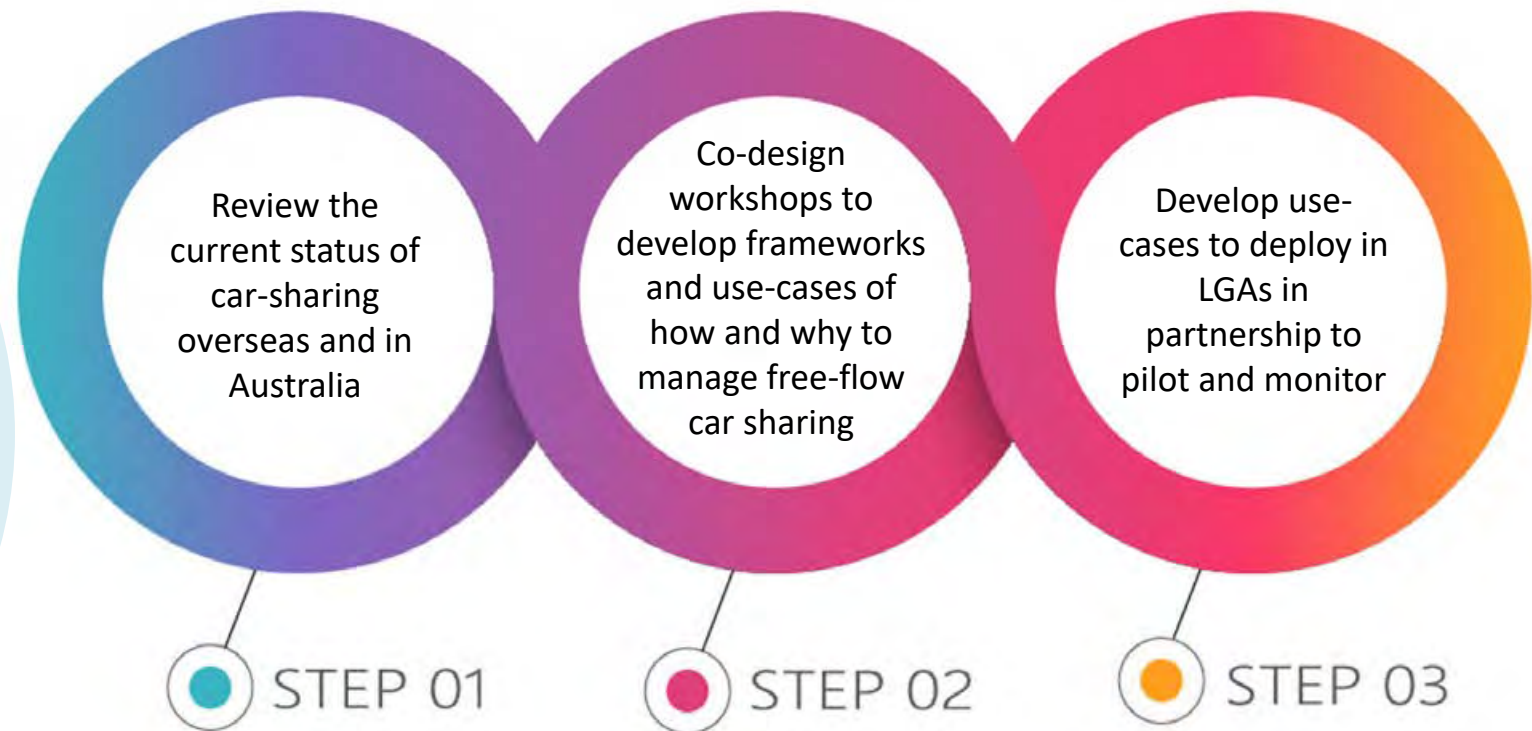 Review the
current status of
car-sharing
overseas and in
Australia
Co-design
workshops to
develop frameworks
and use-cases of
how and why to
manage free-flow
car sharing
Develop use-
cases to deploy in
LGAs in
partnership to
pilot and monitor
STEP 01
STEP 02
STEP 03